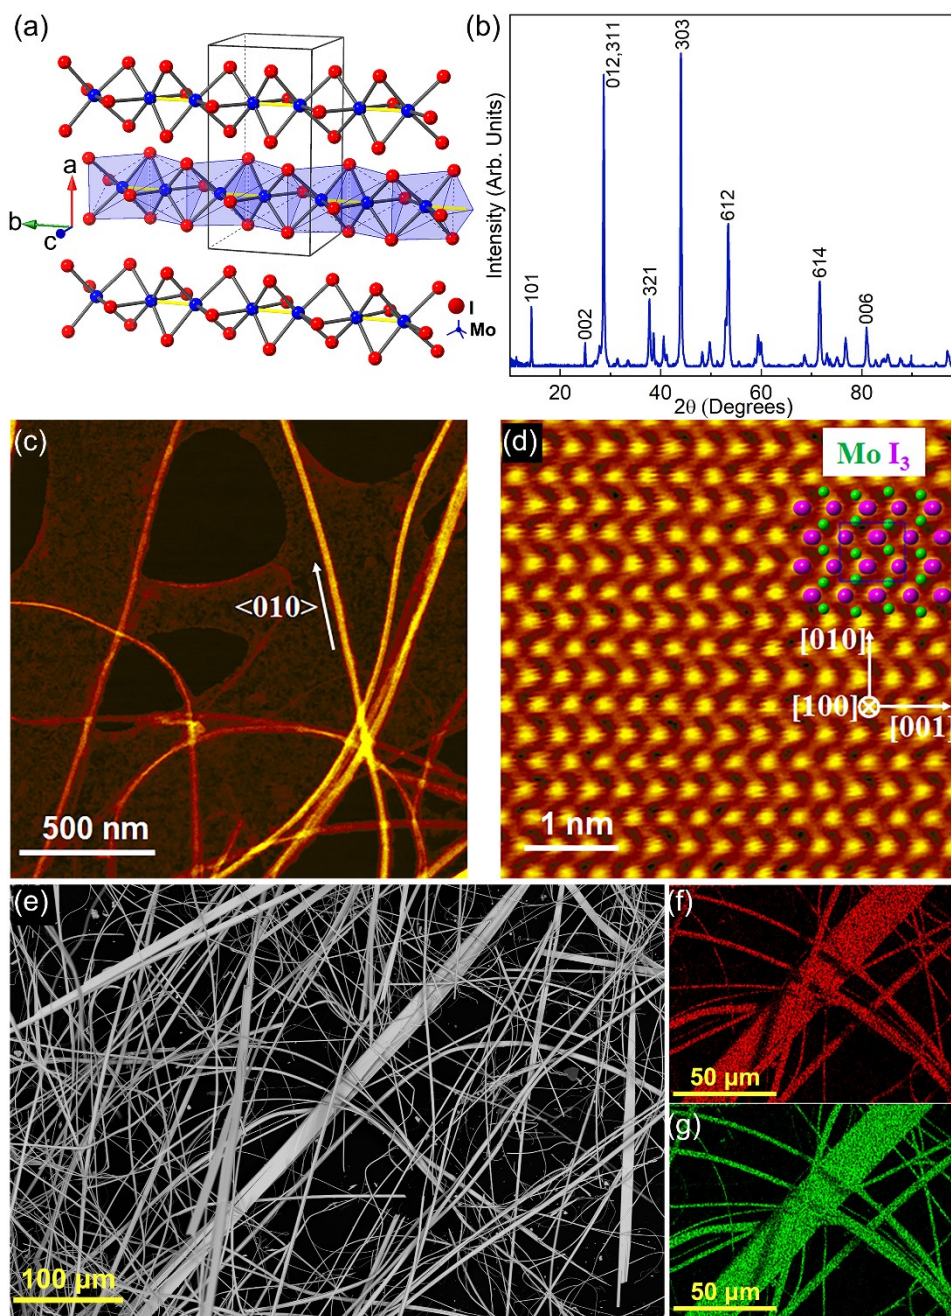 (a)
a
b
c
I
Mo
(b)
Intensity (Arb. Units)
101
002
012,311
321
303
612
614
006
20
40
60
80
2θ (Degrees)
(c)
<010>
500 nm
(d)
Mo I₃
[010]
[100]
[001]
1 nm
(e)
100 µm
(f)
50 µm
(g)
50 µm